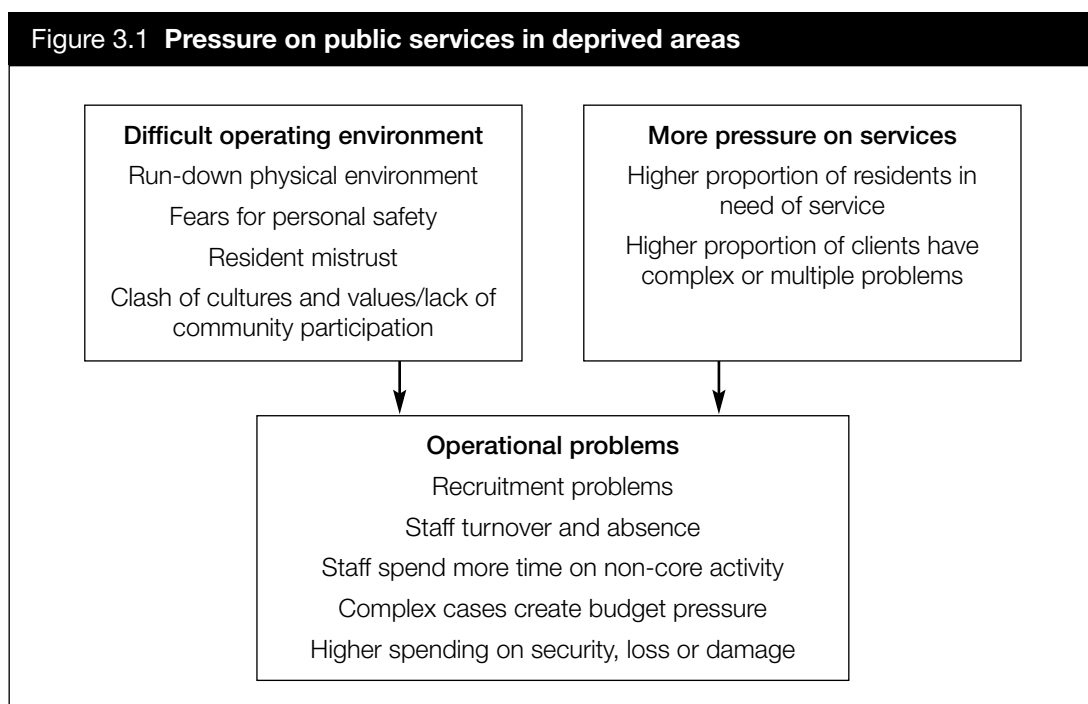 Figure 3.1 Pressure on public services in deprived areas
Difficult operating environment
Run-down physical environment
Fears for personal safety
Resident mistrust
Clash of cultures and values/lack of
community participation
More pressure on services
Higher proportion of residents in
need of service
Higher proportion of clients have
complex or multiple problems
Operational problems
Recruitment problems
Staff turnover and absence
Staff spend more time on non-core activity
Complex cases create budget pressure
Higher spending on security, loss or damage